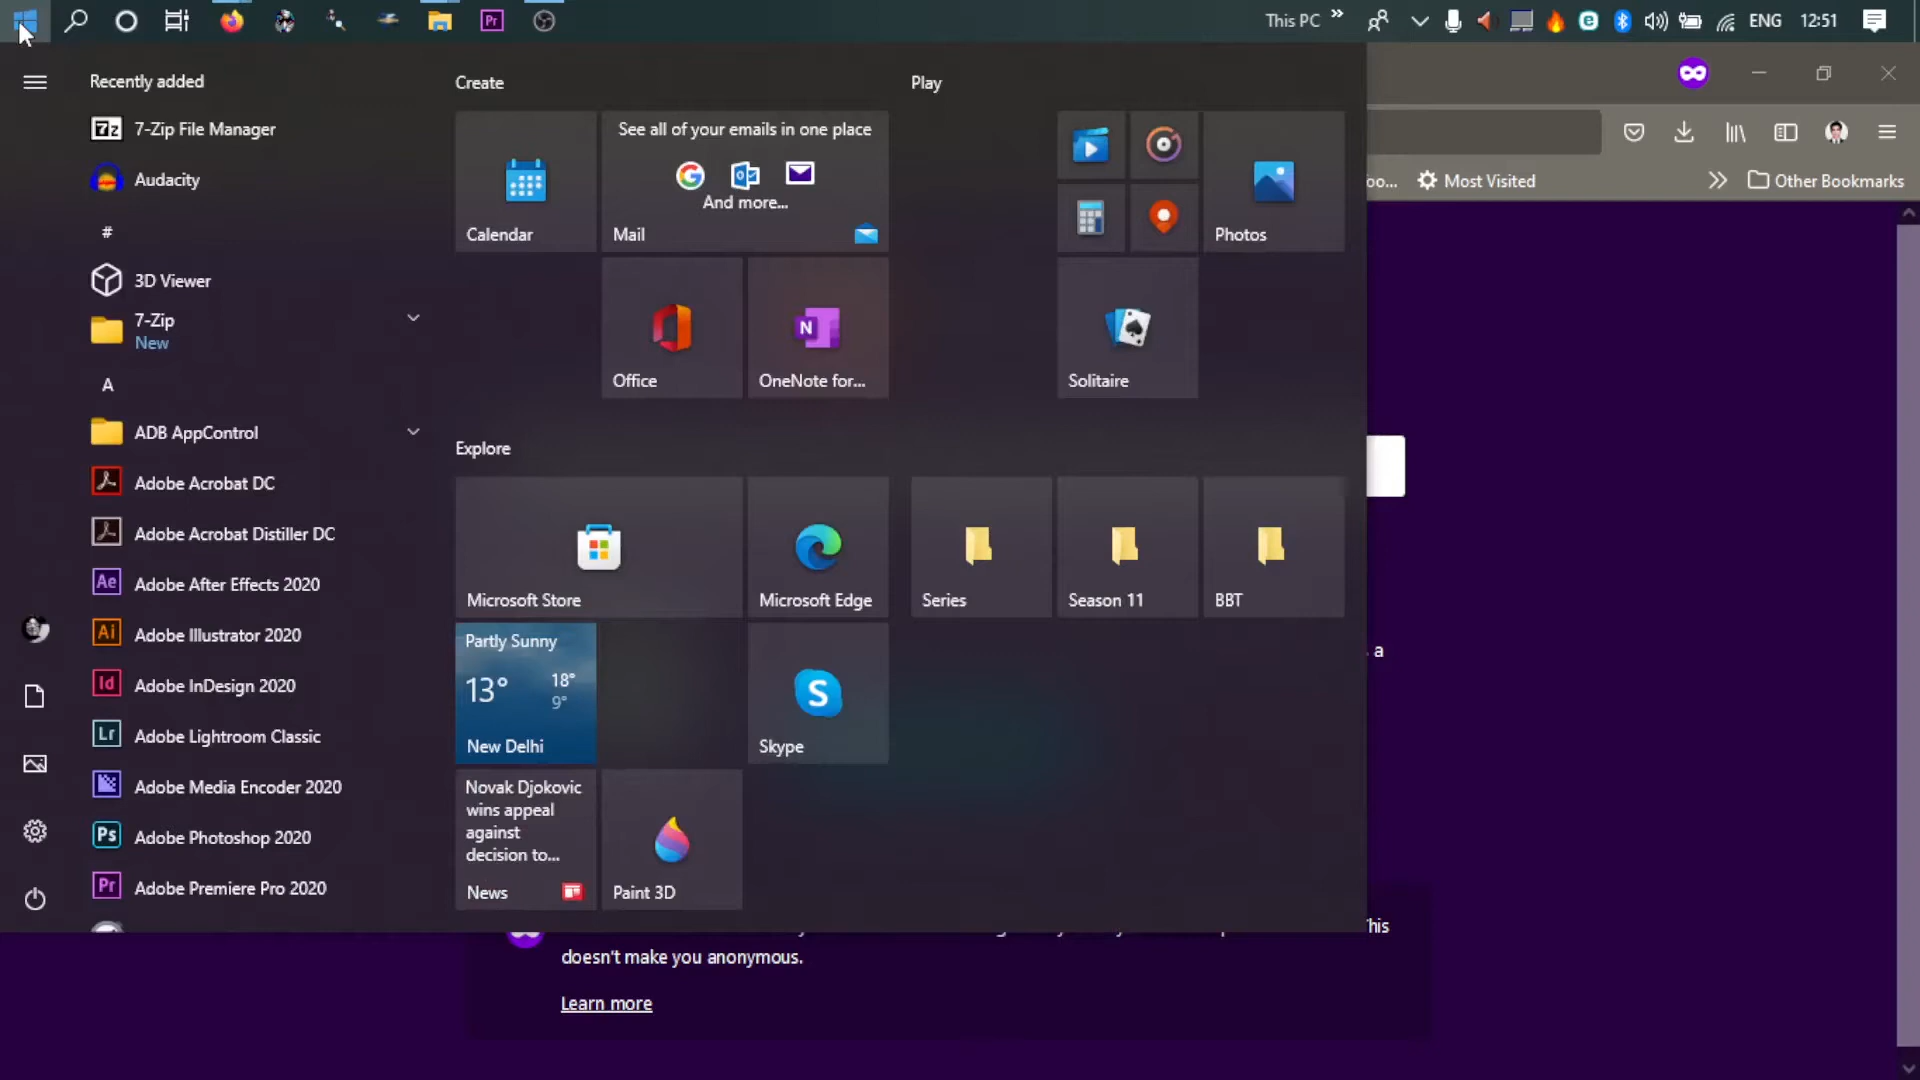 This PC »
ENG
12:51
Recently added
7-Zip File Manager
Audacity
#
3D Viewer
7-Zip
New
A
ADB AppControl
Adobe Acrobat DC
Adobe Acrobat Distiller DC
Adobe After Effects 2020
Adobe Illustrator 2020
Adobe InDesign 2020
Adobe Lightroom Classic
Adobe Media Encoder 2020
Adobe Photoshop 2020
Adobe Premiere Pro 2020
Create
Calendar
See all of your emails in one place
And more...
Mail
Office
OneNote for...
Play
Photos
Solitaire
Explore
Microsoft Store
Microsoft Edge
Series
Season 11
BBT
Partly Sunny
13° 18°
9°
New Delhi
Skype
Novak Djokovic
wins appeal
against
decision to...
News
Paint 3D
oo...
Most Visited
Other Bookmarks
a
This
doesn't make you anonymous.
Learn more